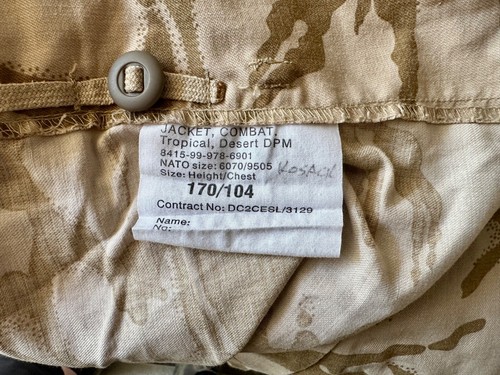 JACKET, COMBAT,
Tropical, Desert DPM
8415-99-978-6901
NATO size: 6070/9505
KOSACK
Size: Height/Chest
170/104
Contract No: DC2CESL/3129
Name:
No: